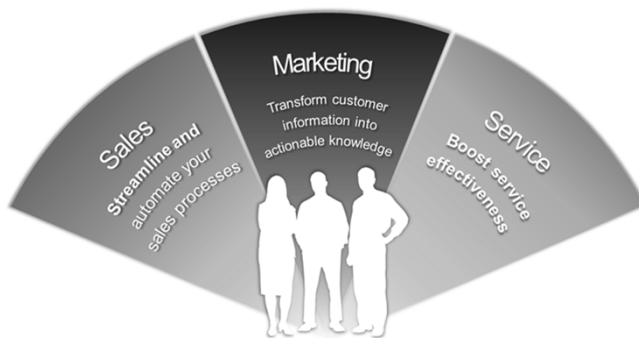 Sales
Streamline and
automate your
sales processes
Marketing
Transform customer
information into
actionable knowledge
Service
Boost service
effectiveness